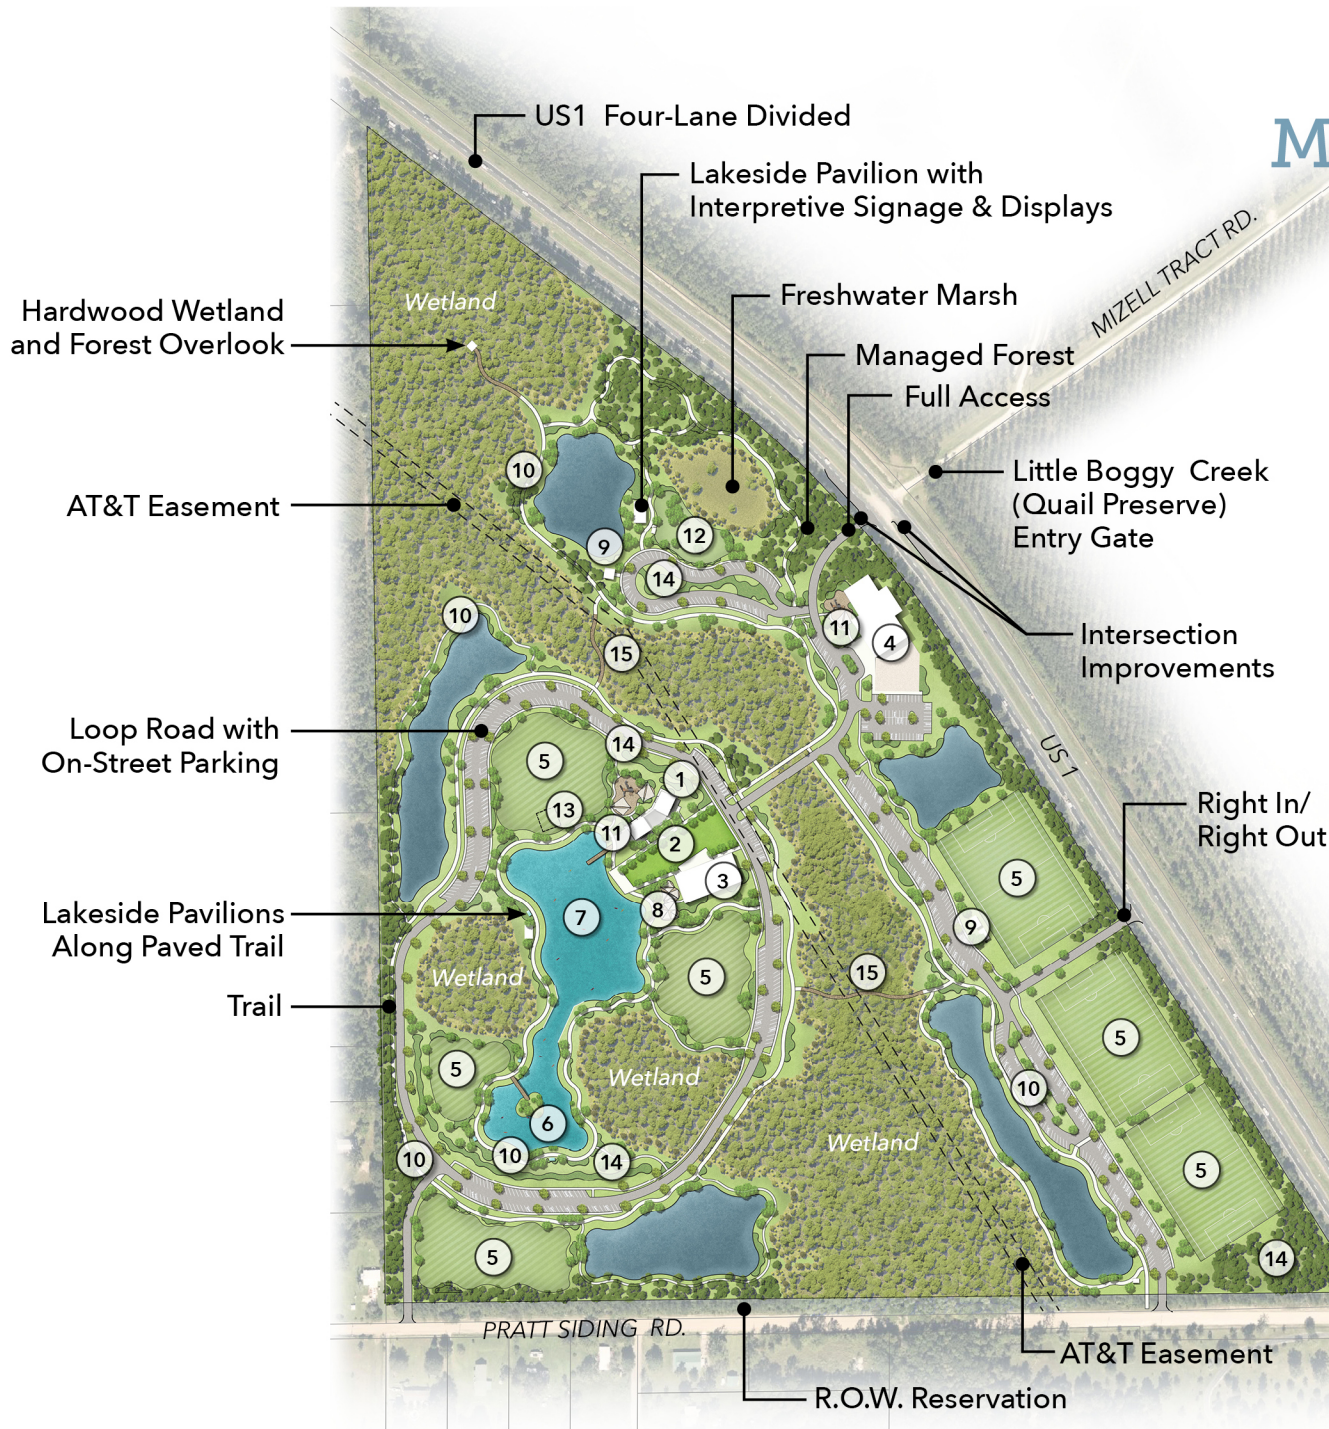 US1 Four-Lane Divided
M
Lakeside Pavilion with
Interpretive Signage & Displays
MIZELL TRACT RD.
Freshwater Marsh
Wetland
Hardwood Wetland
and Forest Overlook
Managed Forest
Full Access
10
Little Boggy Creek
(Quail Preserve)
Entry Gate
AT&T Easement
12
9
14
10
11
4
Intersection
Improvements
15
Loop Road with
On-Street Parking
14
US 1
5
1
Right In/
Right Out
13
11
2
3
5
8
Lakeside Pavilions
Along Paved Trail
7
9
Wetland
5
15
Trail
5
5
Wetland
10
6
Wetland
10
10
14
5
5
14
PRATT SIDING RD.
AT&T Easement
R.O.W. Reservation